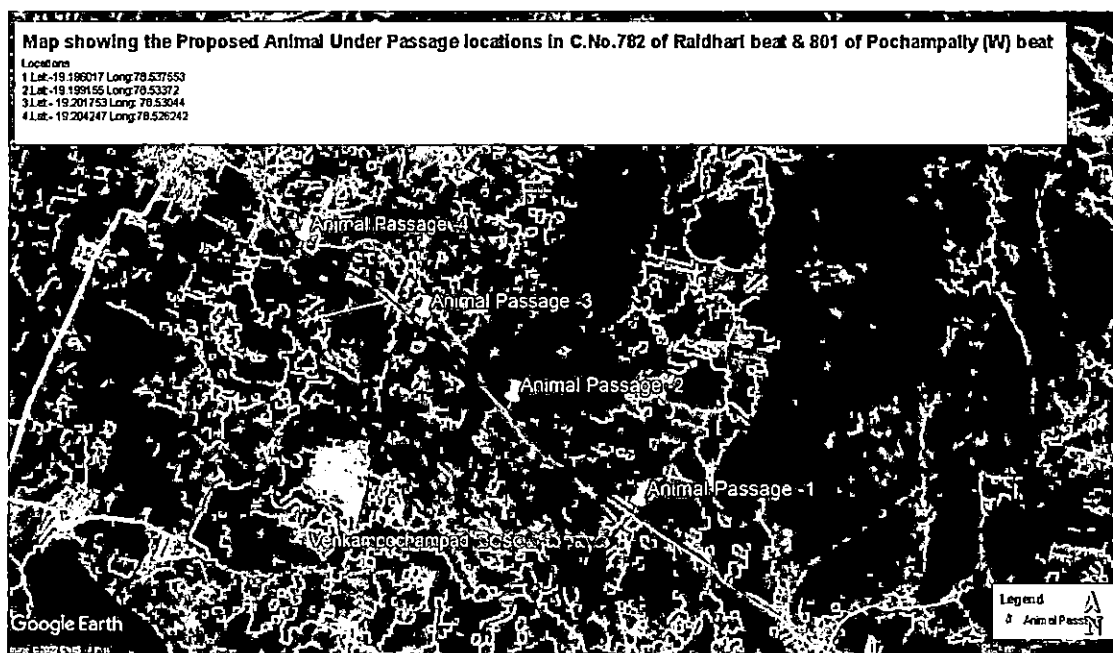 Map showing the Proposed Animal Under Passage locations in C.No.782 of Raidhari beat & 801 of Pochampally (W) beat
Locations
1 Lat:-19.196017 Long:78.537553
2 Lat:-19.199155 Long:78.53372
3 Lat:- 19.201753 Long: 78.53044
4 Lat:- 19.204247 Long:78.526242
Animal Passage -4
Animal Passage -3
Animal Passage -2
Animal Passage -1
Venkampochampad
Google Earth
Legend
Animal Pass
N